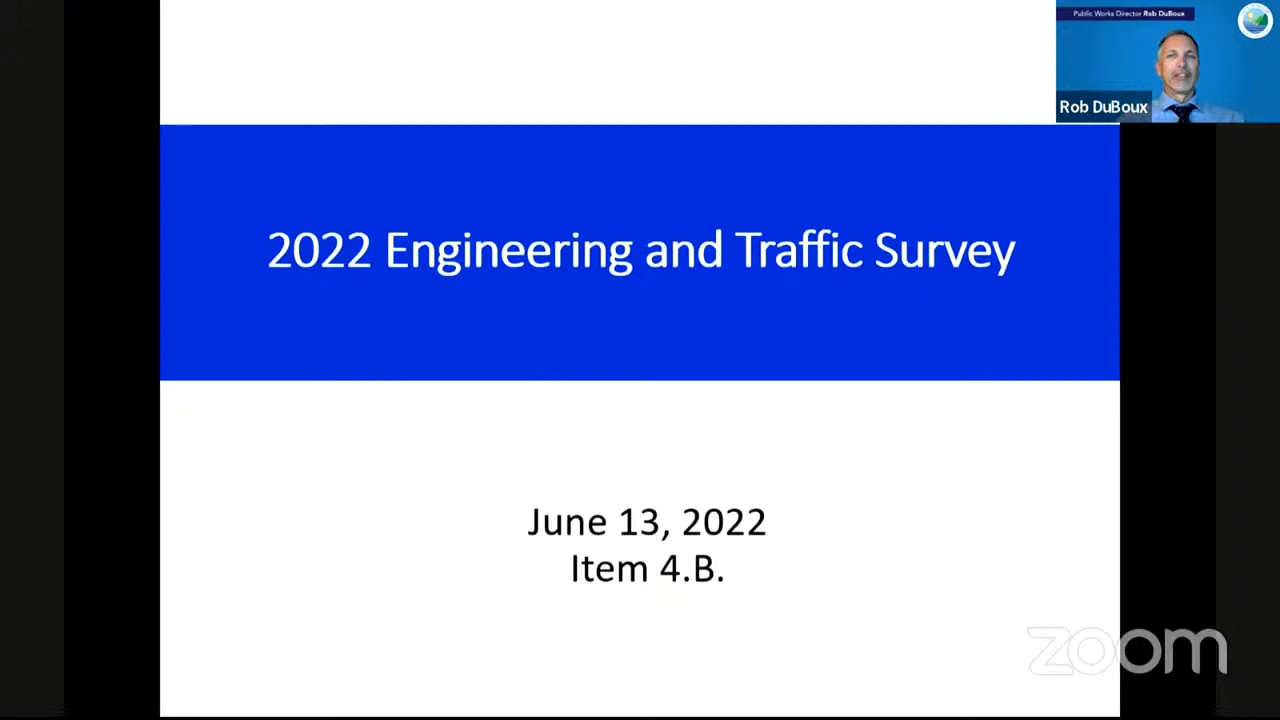 Public Works Director Rob DuBoux
Rob DuBoux
2022 Engineering and Traffic Survey
June 13, 2022
Item 4.B.
zoom